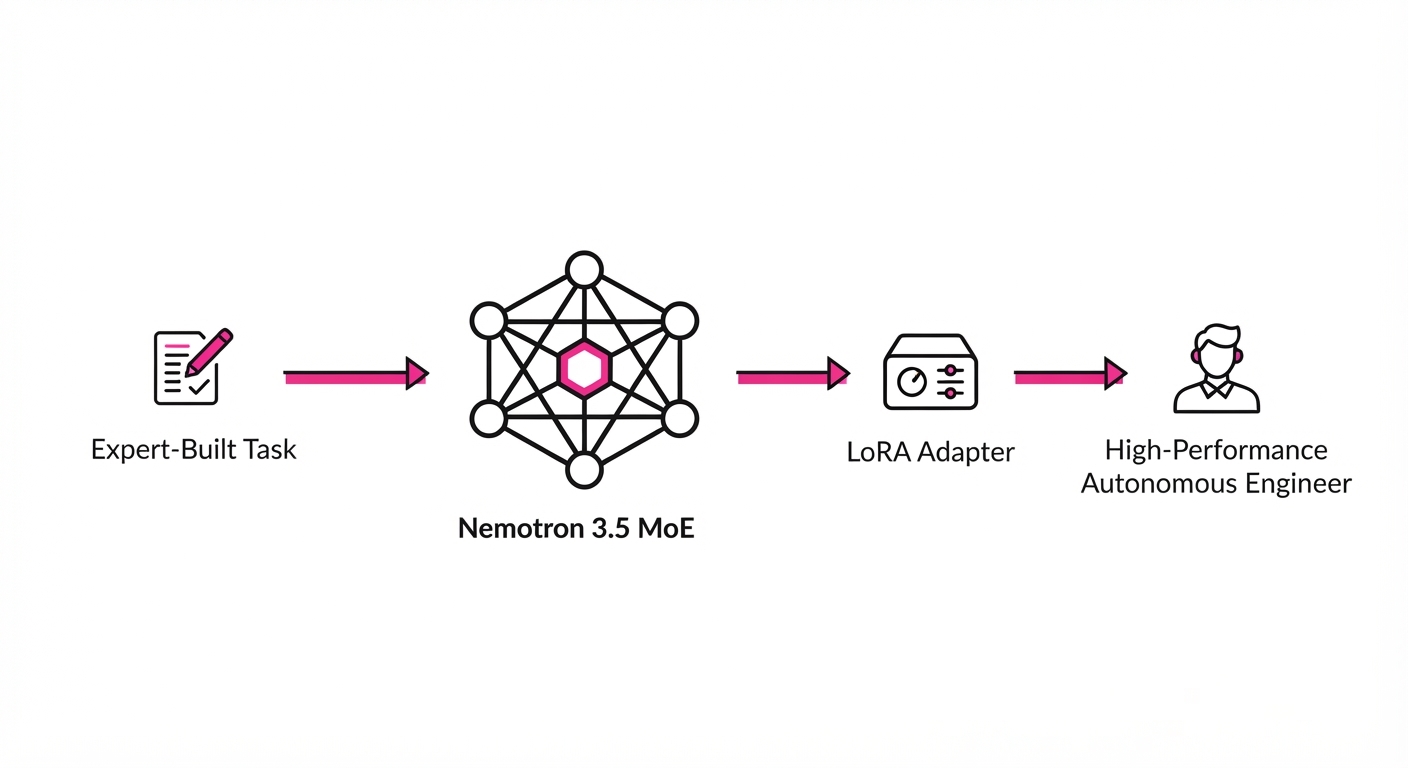 Expert-Built Task
Nemotron 3.5 MoE
LoRA Adapter
High-Performance
Autonomous Engineer